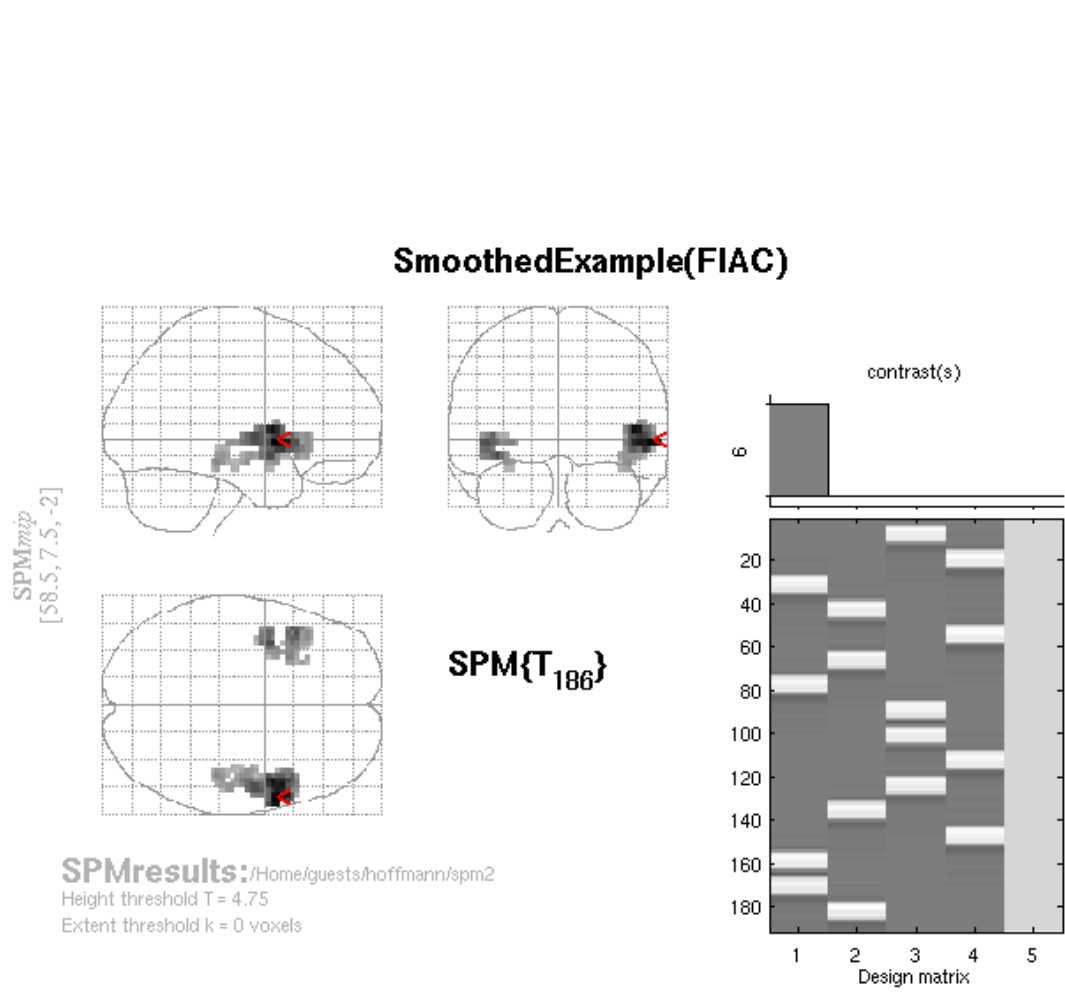 SmoothedExample(FIAC)
SPMmip
[58.5, 7.5, -2]
SPM{T186}
SPMresults:/Home/guests/hoffmann/spm2
Height threshold T = 4.75
Extent threshold k = 0 voxels
contrast(s)
6
20
40
60
80
100
120
140
160
180
1 2 3 4 5
Design matrix